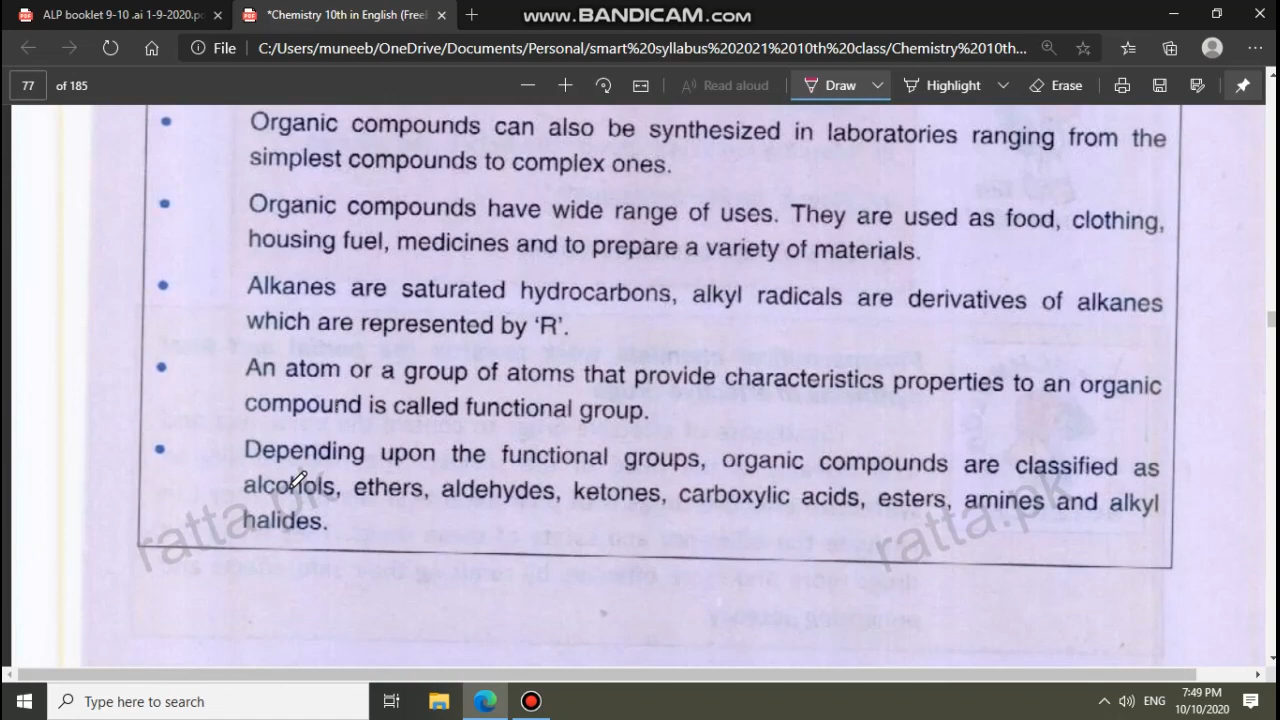 ALP booklet 9-10 .ai 1-9-2020.pd
*Chemistry 10th in English (Freel
www.BANDICAM.com
File
C:/Users/muneeb/OneDrive/Documents/Personal/smart%20syllabus%202021%2010th%20class/Chemistry%2010th...
77 of 185
Read aloud
Draw
Highlight
Erase
• Organic compounds can also be synthesized in laboratories ranging from the
simplest compounds to complex ones.
• Organic compounds have wide range of uses. They are used as food, clothing,
housing fuel, medicines and to prepare a variety of materials.
• Alkanes are saturated hydrocarbons, alkyl radicals are derivatives of alkanes
which are represented by ‘R’.
• An atom or a group of atoms that provide characteristics properties to an organic
compound is called functional group.
• Depending upon the functional groups, organic compounds are classified as
alcohols, ethers, aldehydes, ketones, carboxylic acids, esters, amines and alkyl
halides.
ratta.pk
ratta.pk
Type here to search
ENG
7:49 PM
10/10/2020